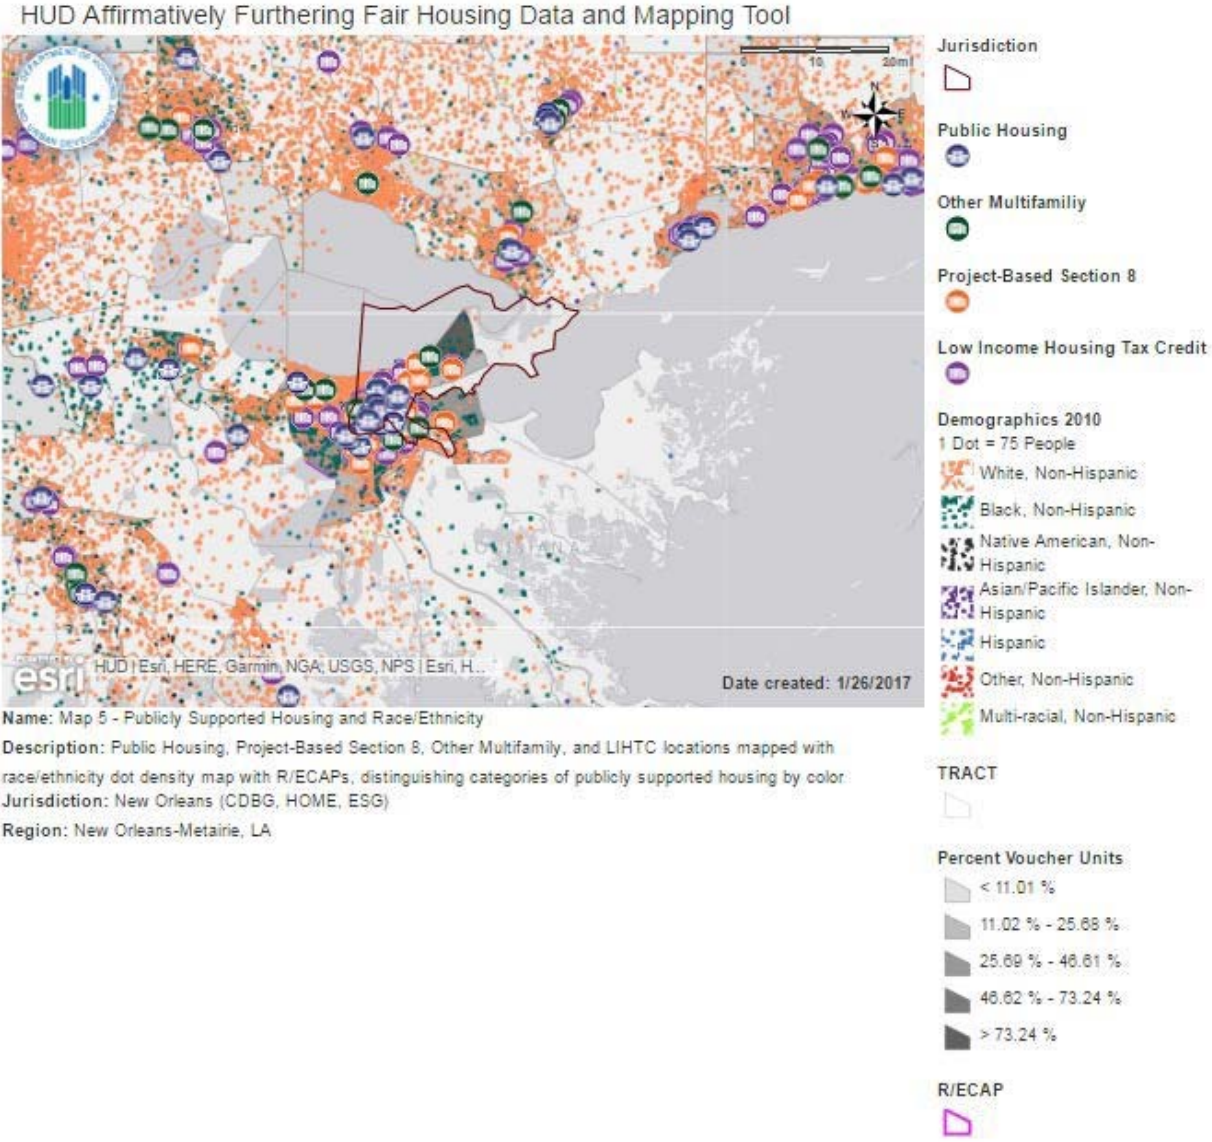 HUD Affirmatively Furthering Fair Housing Data and Mapping Tool
0 10 20mi
N
W E
Jurisdiction
Public Housing
Other Multifamiliy
Project-Based Section 8
Low Income Housing Tax Credit
Demographics 2010
1 Dot = 75 People
White, Non-Hispanic
Black, Non-Hispanic
Native American, Non-
Hispanic
Asian/Pacific Islander, Non-
Hispanic
Hispanic
Other, Non-Hispanic
Multi-racial, Non-Hispanic
TRACT
Percent Voucher Units
< 11.01 %
11.02 % - 25.68 %
25.69 % - 46.61 %
46.62 % - 73.24 %
> 73.24 %
R/ECAP
LOUISIANA
esri HUD | Esri, HERE, Garmin, NGA, USGS, NPS | Esri, H...
Date created: 1/26/2017
Name: Map 5 - Publicly Supported Housing and Race/Ethnicity
Description: Public Housing, Project-Based Section 8, Other Multifamily, and LIHTC locations mapped with
race/ethnicity dot density map with R/ECAPs, distinguishing categories of publicly supported housing by color
Jurisdiction: New Orleans (CDBG, HOME, ESG)
Region: New Orleans-Metairie, LA